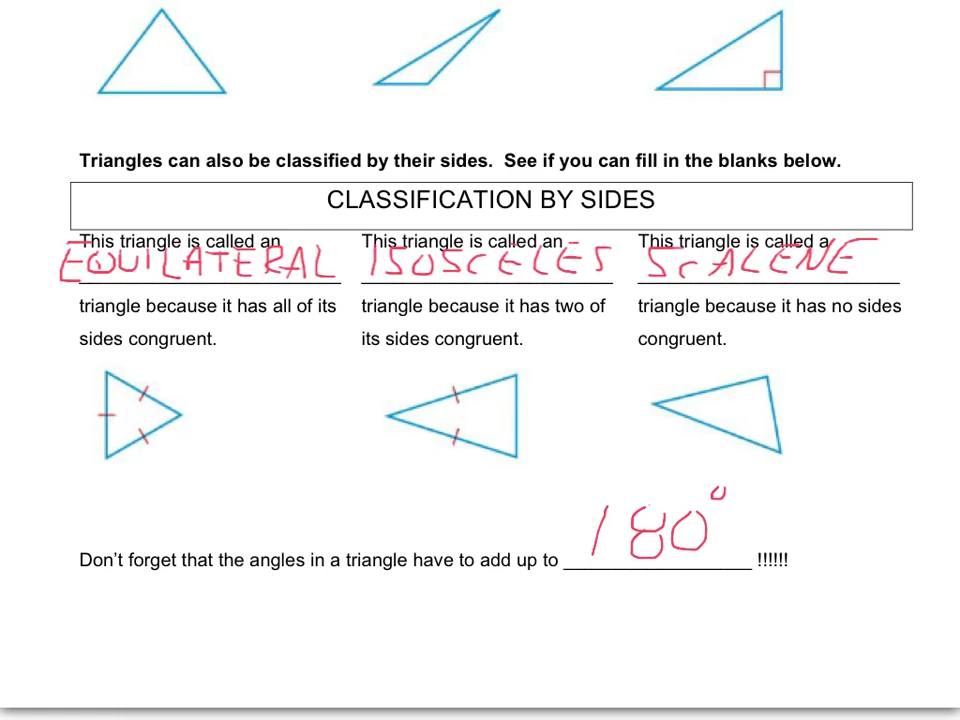 Triangles can also be classified by their sides.  See if you can fill in the blanks below.
CLASSIFICATION BY SIDES
This triangle is called an
EQUILATERAL
triangle because it has all of its
sides congruent.
This triangle is called an
ISOSCELES
triangle because it has two of
its sides congruent.
This triangle is called a
SCALENE
triangle because it has no sides
congruent.
Don't forget that the angles in a triangle have to add up to 180° !!!!!!